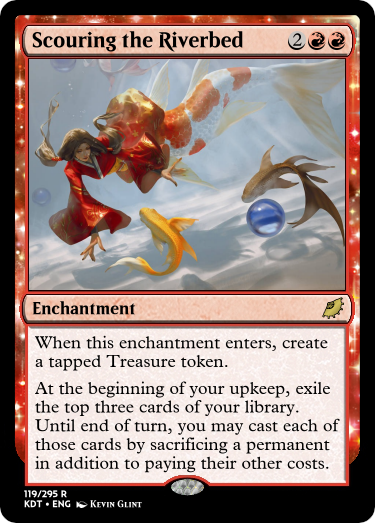 Scouring the Riverbed 2
Enchantment
When this enchantment enters, create
a tapped Treasure token.
At the beginning of your upkeep, exile
the top three cards of your library.
Until end of turn, you may cast each of
those cards by sacrificing a permanent
in addition to paying their other costs.
119/295 R
KDT • ENG Kevin Glint